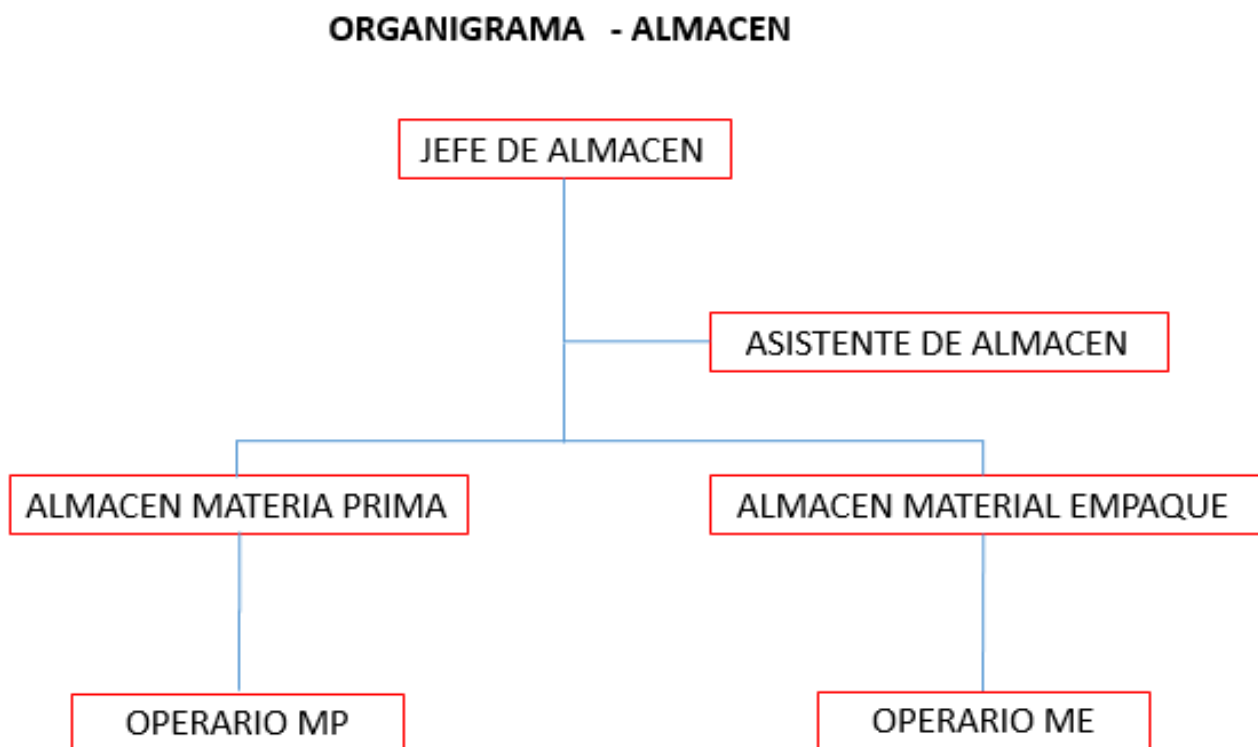 ORGANIGRAMA - ALMACEN
JEFE DE ALMACEN
ASISTENTE DE ALMACEN
ALMACEN MATERIA PRIMA
ALMACEN MATERIAL EMPAQUE
OPERARIO MP
OPERARIO ME